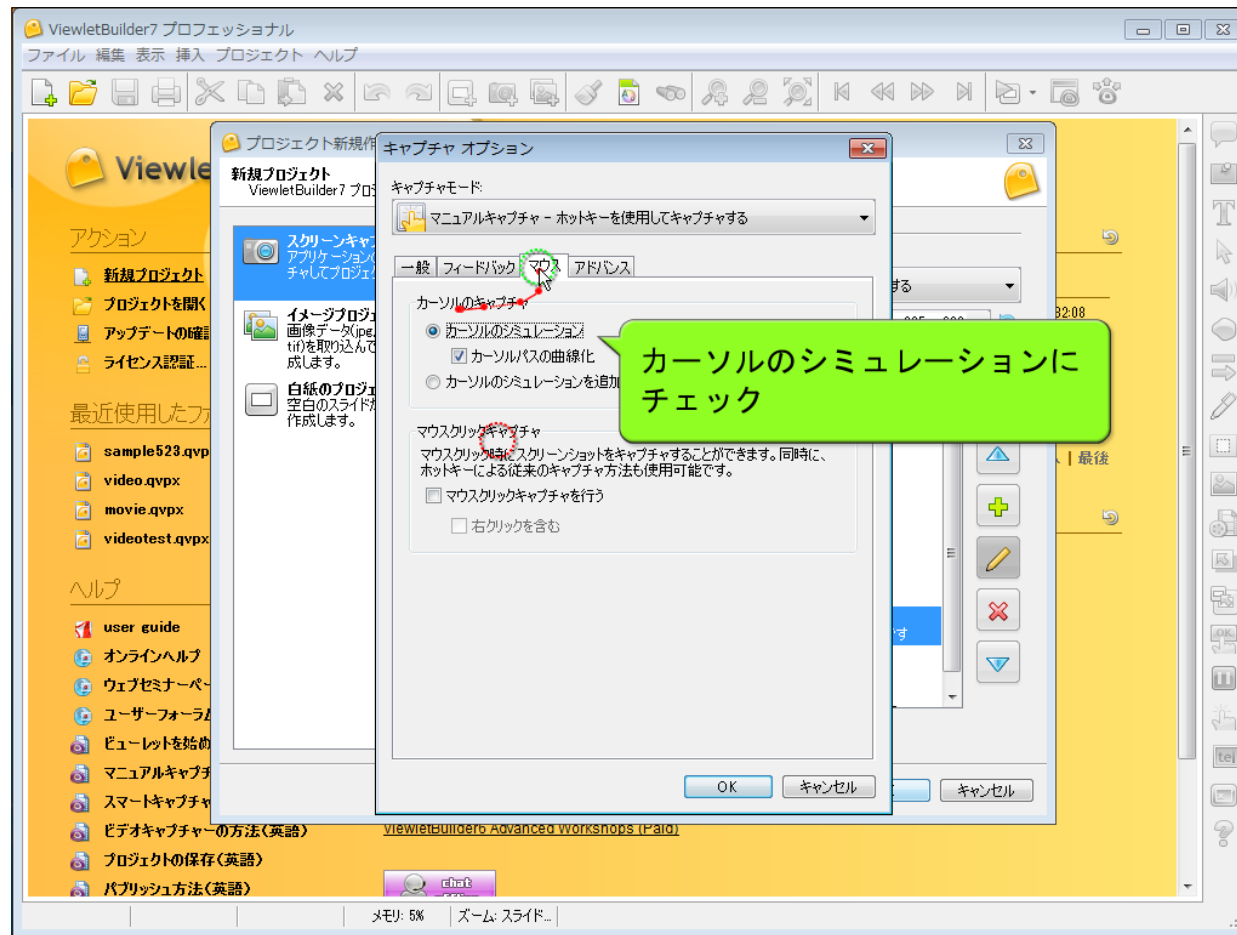 ViewletBuilder7 プロフェッショナル
ファイル 編集 表示 挿入 プロジェクト ヘルプ
Viewle
アクション
新規プロジェクト
プロジェクトを開く
アップデートの確認
ライセンス認証...
最近使用したファ
sample523.qvp
video.qvpx
movie.qvpx
videotest.qvpx
ヘルプ
user guide
オンラインヘルプ
ウェブセミナーペー
ユーザーフォーラム
ビューレットを始め
マニュアルキャプチ
スマートキャプチャ
ビデオキャプチャーの方法(英語)
プロジェクトの保存(英語)
パブリッシュ方法(英語)
プロジェクト新規作
新規プロジェクト
ViewletBuilder7 プロ
スクリーンキャプ
アプリケーションの
チャしてプロジェ
イメージプロジ
画像データ(jpe,
tif)を取り込んで
成します。
白紙のプロジェ
空白のスライドが
作成します。
キャプチャ オプション
キャプチャモード:
マニュアルキャプチャ - ホットキーを使用してキャプチャする
一般 フィードバック マウス アドバンス
カーソルのキャプチャ
カーソルのシミュレーション
カーソルパスの曲線化
カーソルのシミュレーションを追加
カーソルのシミュレーションに
チェック
マウスクリックキャプチャ
マウスクリック時にスクリーンショットをキャプチャすることができます。同時に、
ホットキーによる従来のキャプチャ方法も使用可能です。
マウスクリックキャプチャを行う
右クリックを含む
OK キャンセル
する
32:08
| 最後
す
キャンセル
ViewletBuilder6 Advanced Workshops (Paid)
chat
メモリ: 5% ズーム: スライド...
OK
te